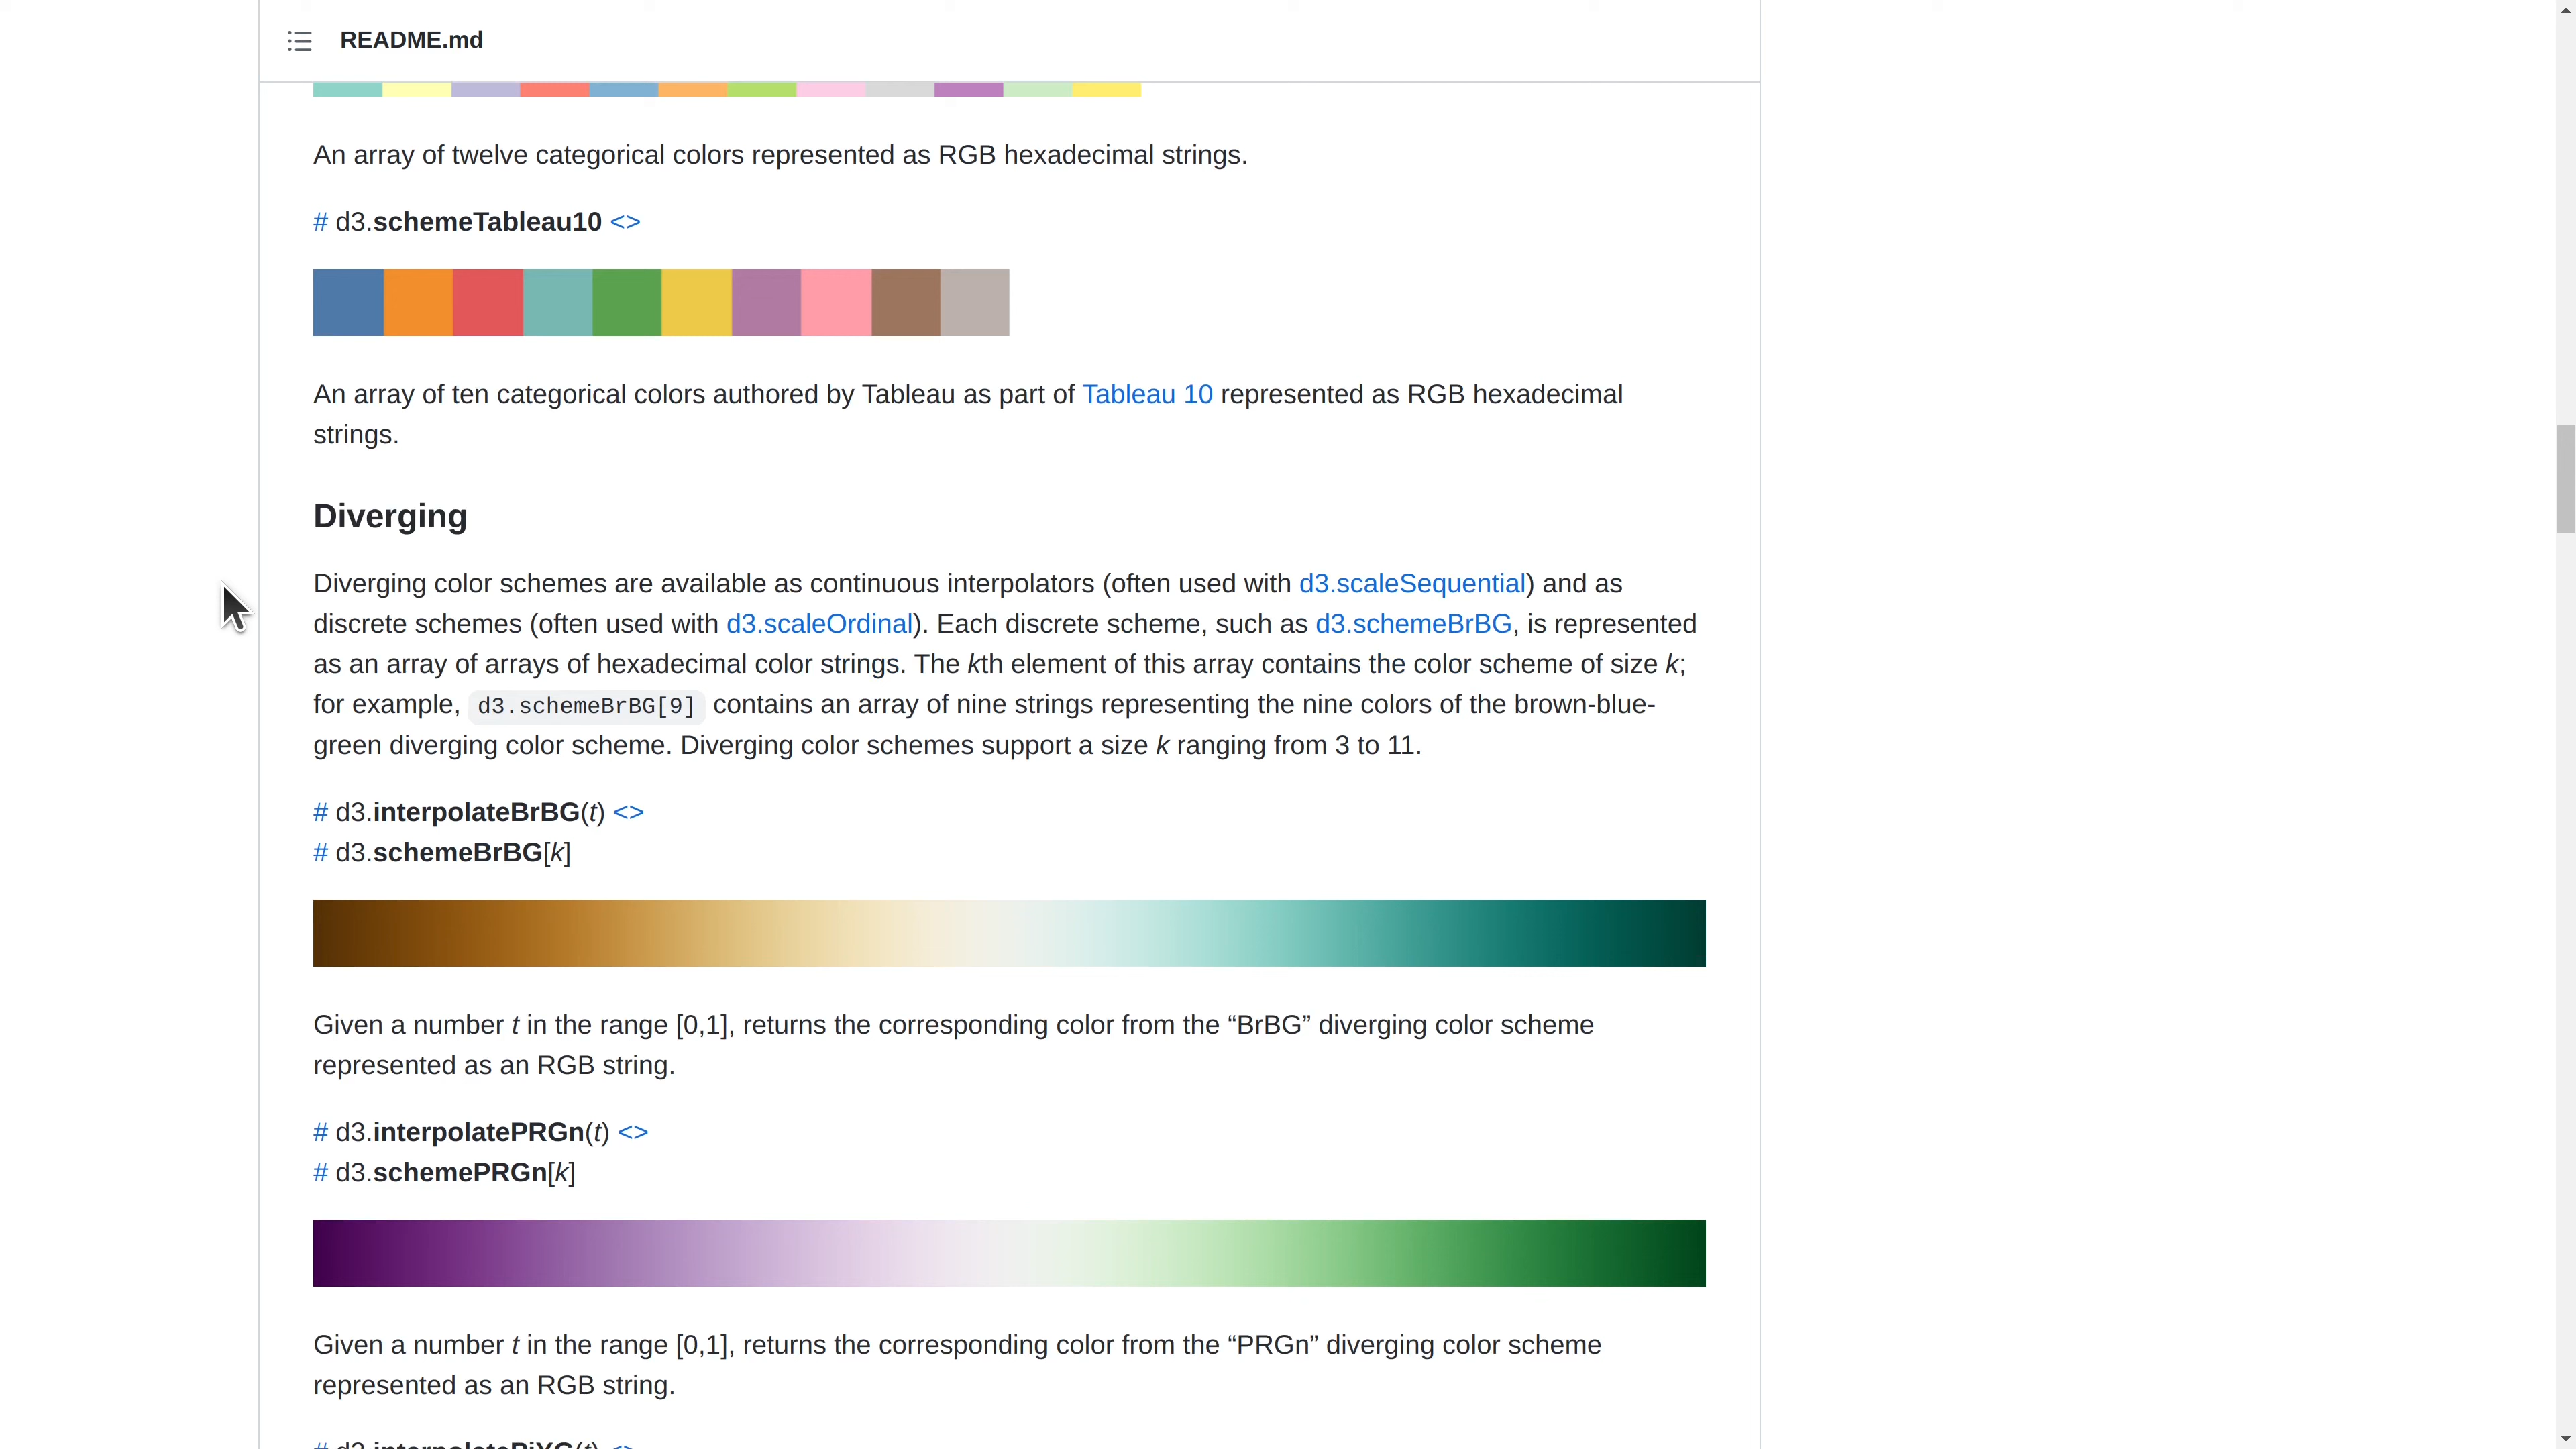 README.md
An array of twelve categorical colors represented as RGB hexadecimal strings.
# d3.schemeTableau10 <>
An array of ten categorical colors authored by Tableau as part of Tableau 10 represented as RGB hexadecimal
strings.
Diverging
Diverging color schemes are available as continuous interpolators (often used with d3.scaleSequential) and as
discrete schemes (often used with d3.scaleOrdinal). Each discrete scheme, such as d3.schemeBrBG, is represented
as an array of arrays of hexadecimal color strings. The kth element of this array contains the color scheme of size k;
for example, d3.schemeBrBG[9] contains an array of nine strings representing the nine colors of the brown-blue-
green diverging color scheme. Diverging color schemes support a size k ranging from 3 to 11.
# d3.interpolateBrBG(t) <>
# d3.schemeBrBG[k]
Given a number t in the range [0,1], returns the corresponding color from the “BrBG” diverging color scheme
represented as an RGB string.
# d3.interpolatePRGn(t) <>
# d3.schemePRGn[k]
Given a number t in the range [0,1], returns the corresponding color from the “PRGn” diverging color scheme
represented as an RGB string.
# d3.interpolatePiYG(t) <>